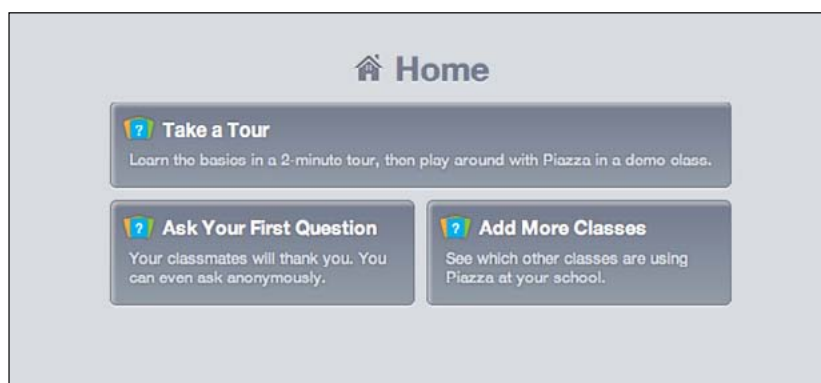 Home
Take a Tour
Learn the basics in a 2-minute tour, then play around with Piazza in a demo class.
Ask Your First Question
Your classmates will thank you. You
can even ask anonymously.
Add More Classes
See which other classes are using
Piazza at your school.